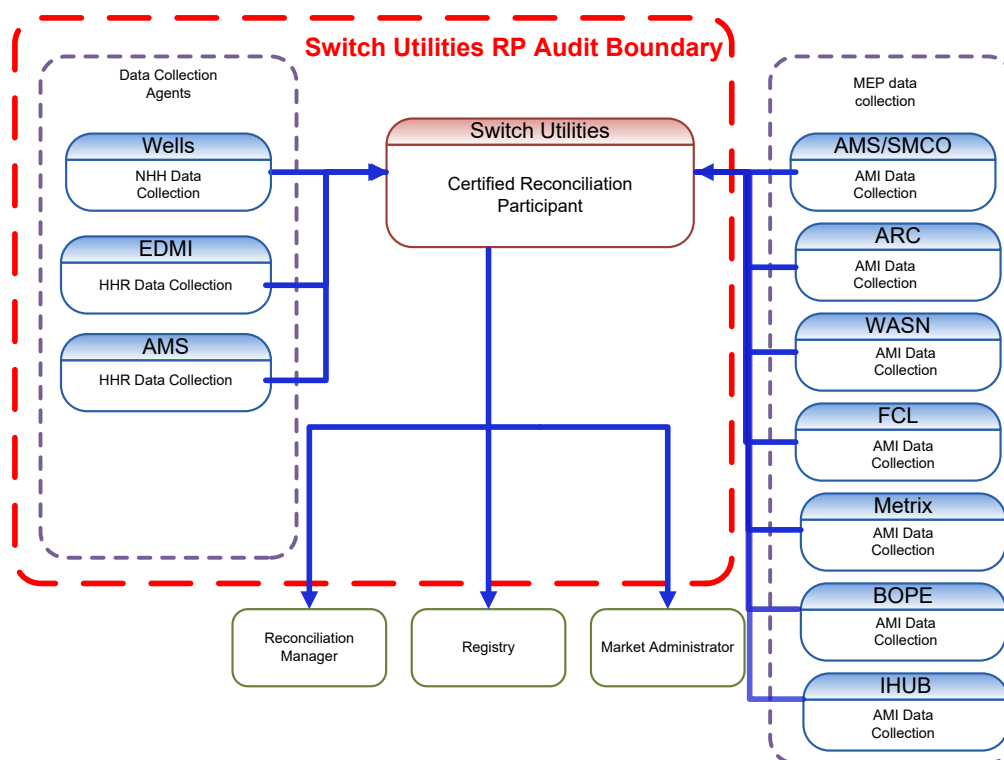 Switch Utilities RP Audit Boundary
Data Collection
Agents
Wells
NHH Data
Collection
EDMI
HHR Data Collection
AMS
HHR Data Collection
Switch Utilities
Certified Reconciliation
Participant
MEP data
collection
AMS/SMCO
AMI Data
Collection
ARC
AMI Data
Collection
WASN
AMI Data
Collection
FCL
AMI Data
Collection
Metrix
AMI Data
Collection
BOPE
AMI Data
Collection
IHUB
AMI Data
Collection
Reconciliation
Manager
Registry
Market Administrator